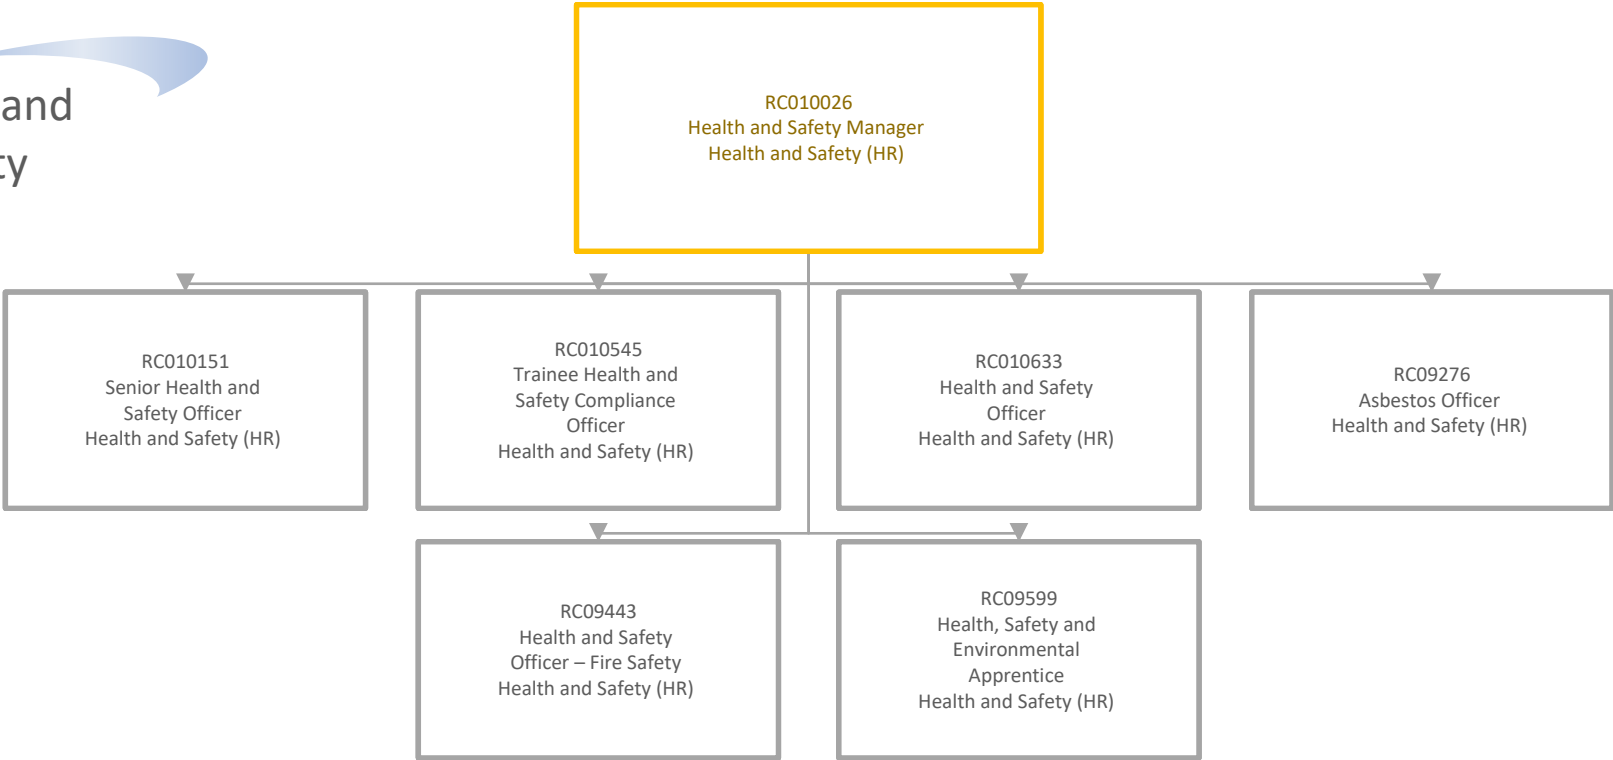 and
ty
RC010026
Health and Safety Manager
Health and Safety (HR)
RC010151
Senior Health and
Safety Officer
Health and Safety (HR)
RC010545
Trainee Health and
Safety Compliance
Officer
Health and Safety (HR)
RC010633
Health and Safety
Officer
Health and Safety (HR)
RC09276
Asbestos Officer
Health and Safety (HR)
RC09443
Health and Safety
Officer – Fire Safety
Health and Safety (HR)
RC09599
Health, Safety and
Environmental
Apprentice
Health and Safety (HR)